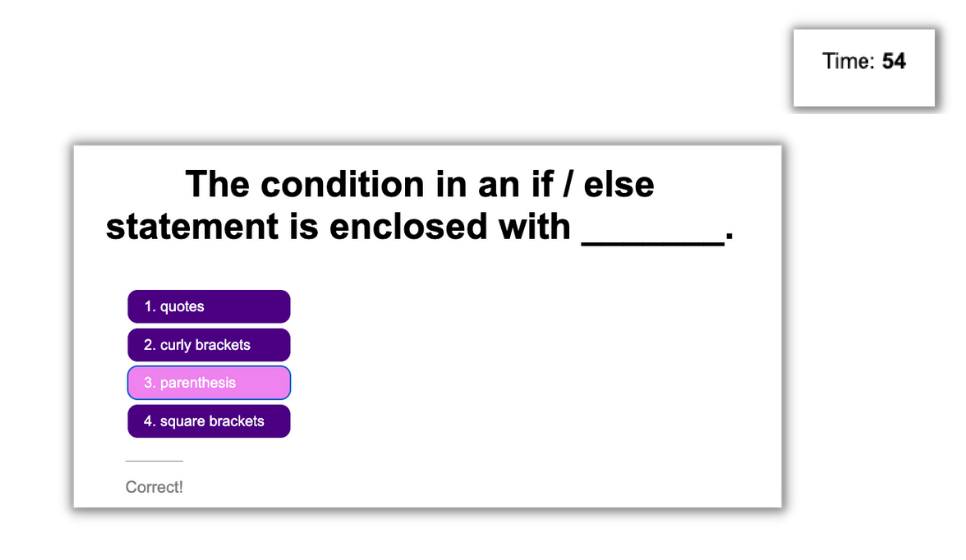 Time: 54
The condition in an if / else
statement is enclosed with _______.
1. quotes
2. curly brackets
3. parenthesis
4. square brackets
Correct!